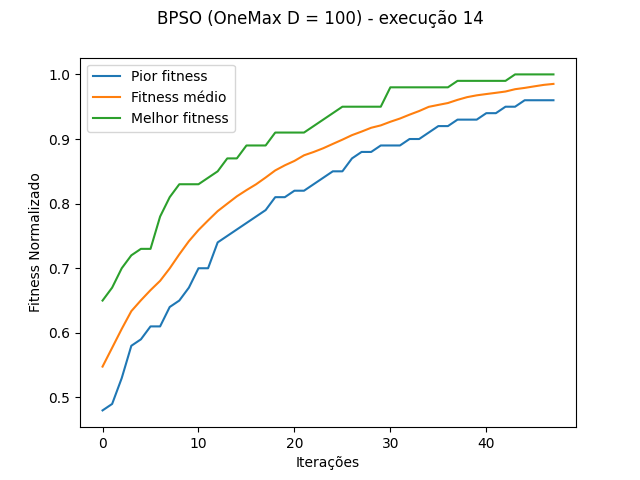 BPSO (OneMax D = 100) - execução 14
Pior fitness
Fitness médio
Melhor fitness
Fitness Normalizado
1.0
0.9
0.8
0.7
0.6
0.5
0
10
20
30
40
Iterações